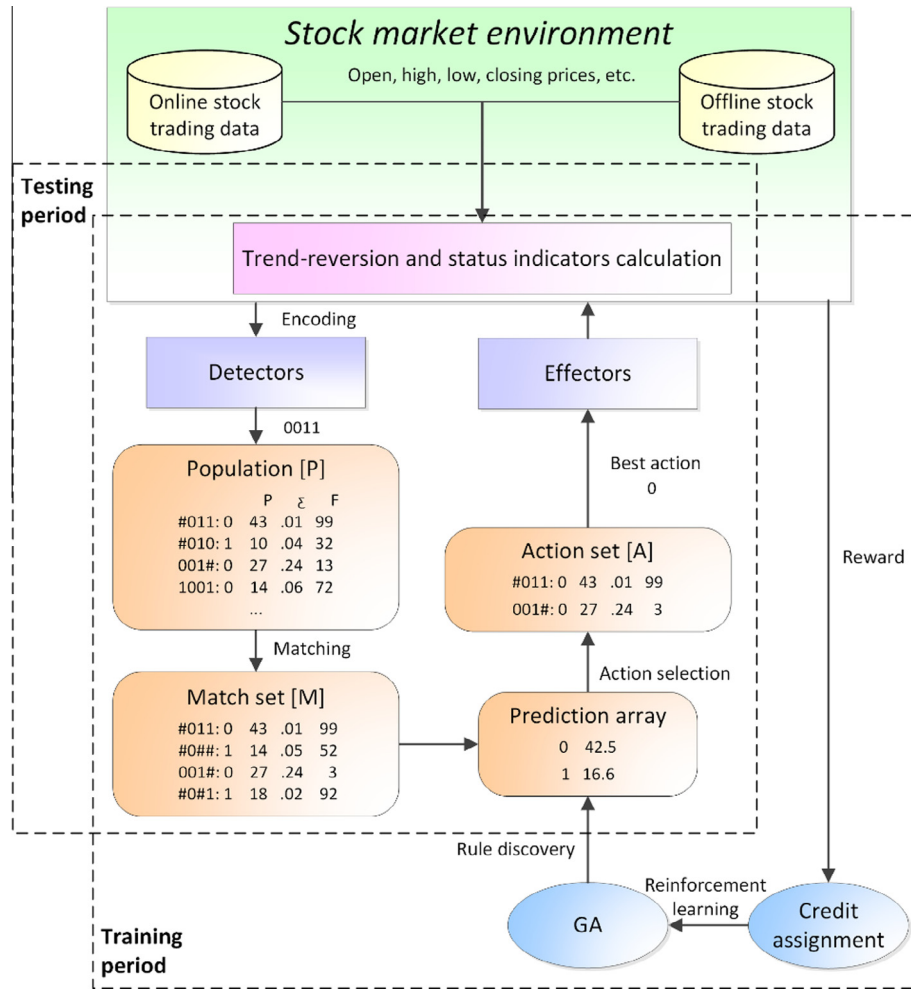 Stock market environment
Open, high, low, closing prices, etc.
Online stock
trading data
Offline stock
trading data
Testing
period
Trend-reversion and status indicators calculation
Encoding
Detectors
Effectors
0011
Population [P]
P ξ F
#011: 0 43 .01 99
#010: 1 10 .04 32
001#: 0 27 .24 13
1001: 0 14 .06 72
...
Best action
0
Action set [A]
#011: 0 43 .01 99
001#: 0 27 .24 3
Reward
Matching
Action selection
Match set [M]
#011: 0 43 .01 99
#0##: 1 14 .05 52
001#: 0 27 .24 3
#0#1: 1 18 .02 92
Prediction array
0 42.5
1 16.6
Rule discovery
Reinforcement
learning
GA
Credit
assignment
Training
period